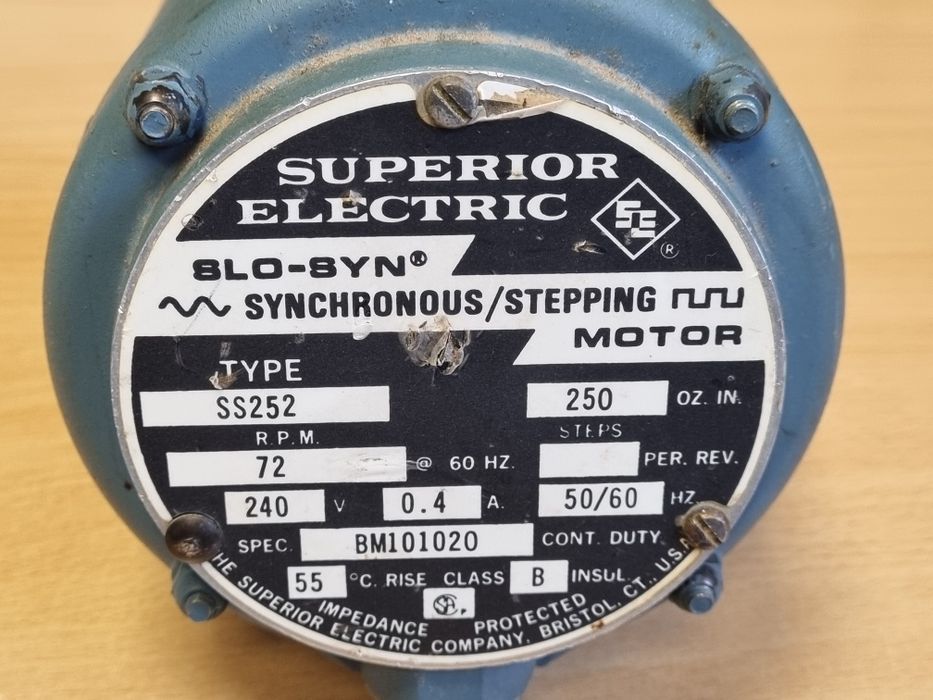 SUPERIOR
ELECTRIC
SE ®
SLO-SYN®
SYNCHRONOUS/STEPPING
MOTOR
TYPE
SS252
250 OZ. IN.
R.P.M.
STEPS
72 @ 60 HZ.
PER. REV.
240 V 0.4 A. 50/60 HZ
SPEC. BM101020 CONT. DUTY
55 °C. RISE CLASS B INSUL.
IMPEDANCE PROTECTED
HE SUPERIOR ELECTRIC COMPANY, BRISTOL, CT., U.S.A.